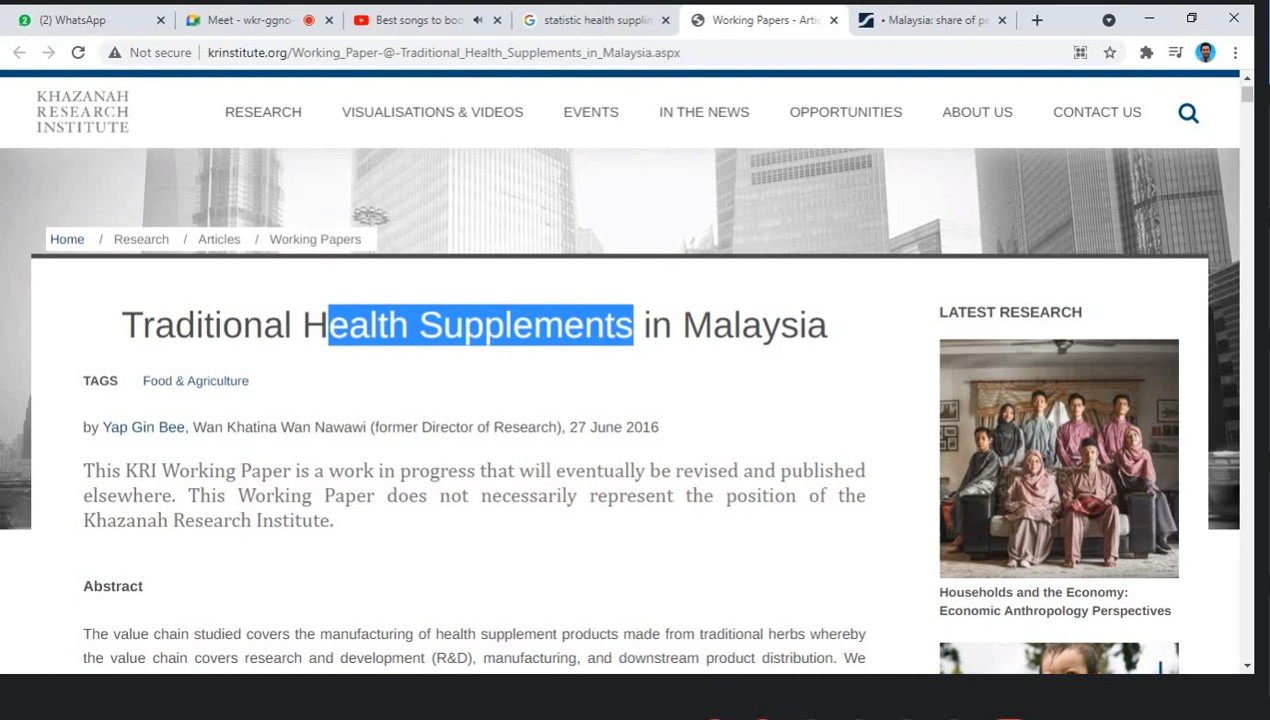 (2) WhatsApp
Meet - wkr-ggno-
Best songs to boo
statistic health supplin
Working Papers - Artic
• Malaysia: share of pe
Not secure
krinstitute.org/Working_Paper-@-Traditional_Health_Supplements_in_Malaysia.aspx
KHAZANAH
RESEARCH
INSTITUTE
RESEARCH
VISUALISATIONS & VIDEOS
EVENTS
IN THE NEWS
OPPORTUNITIES
ABOUT US
CONTACT US
Home / Research / Articles / Working Papers
Traditional Health Supplements in Malaysia
TAGS Food & Agriculture
by Yap Gin Bee, Wan Khatina Wan Nawawi (former Director of Research), 27 June 2016
This KRI Working Paper is a work in progress that will eventually be revised and published
elsewhere. This Working Paper does not necessarily represent the position of the
Khazanah Research Institute.
Abstract
The value chain studied covers the manufacturing of health supplement products made from traditional herbs whereby
the value chain covers research and development (R&D), manufacturing, and downstream product distribution. We
LATEST RESEARCH
Households and the Economy:
Economic Anthropology Perspectives